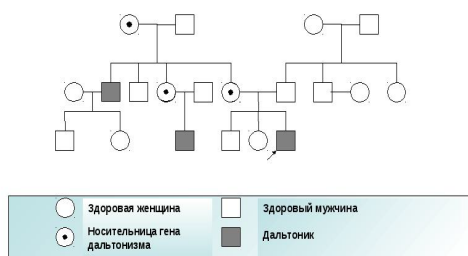 Здоровая женщина
Здоровый мужчина
Носительница гена
дальтонизма
Дальтоник